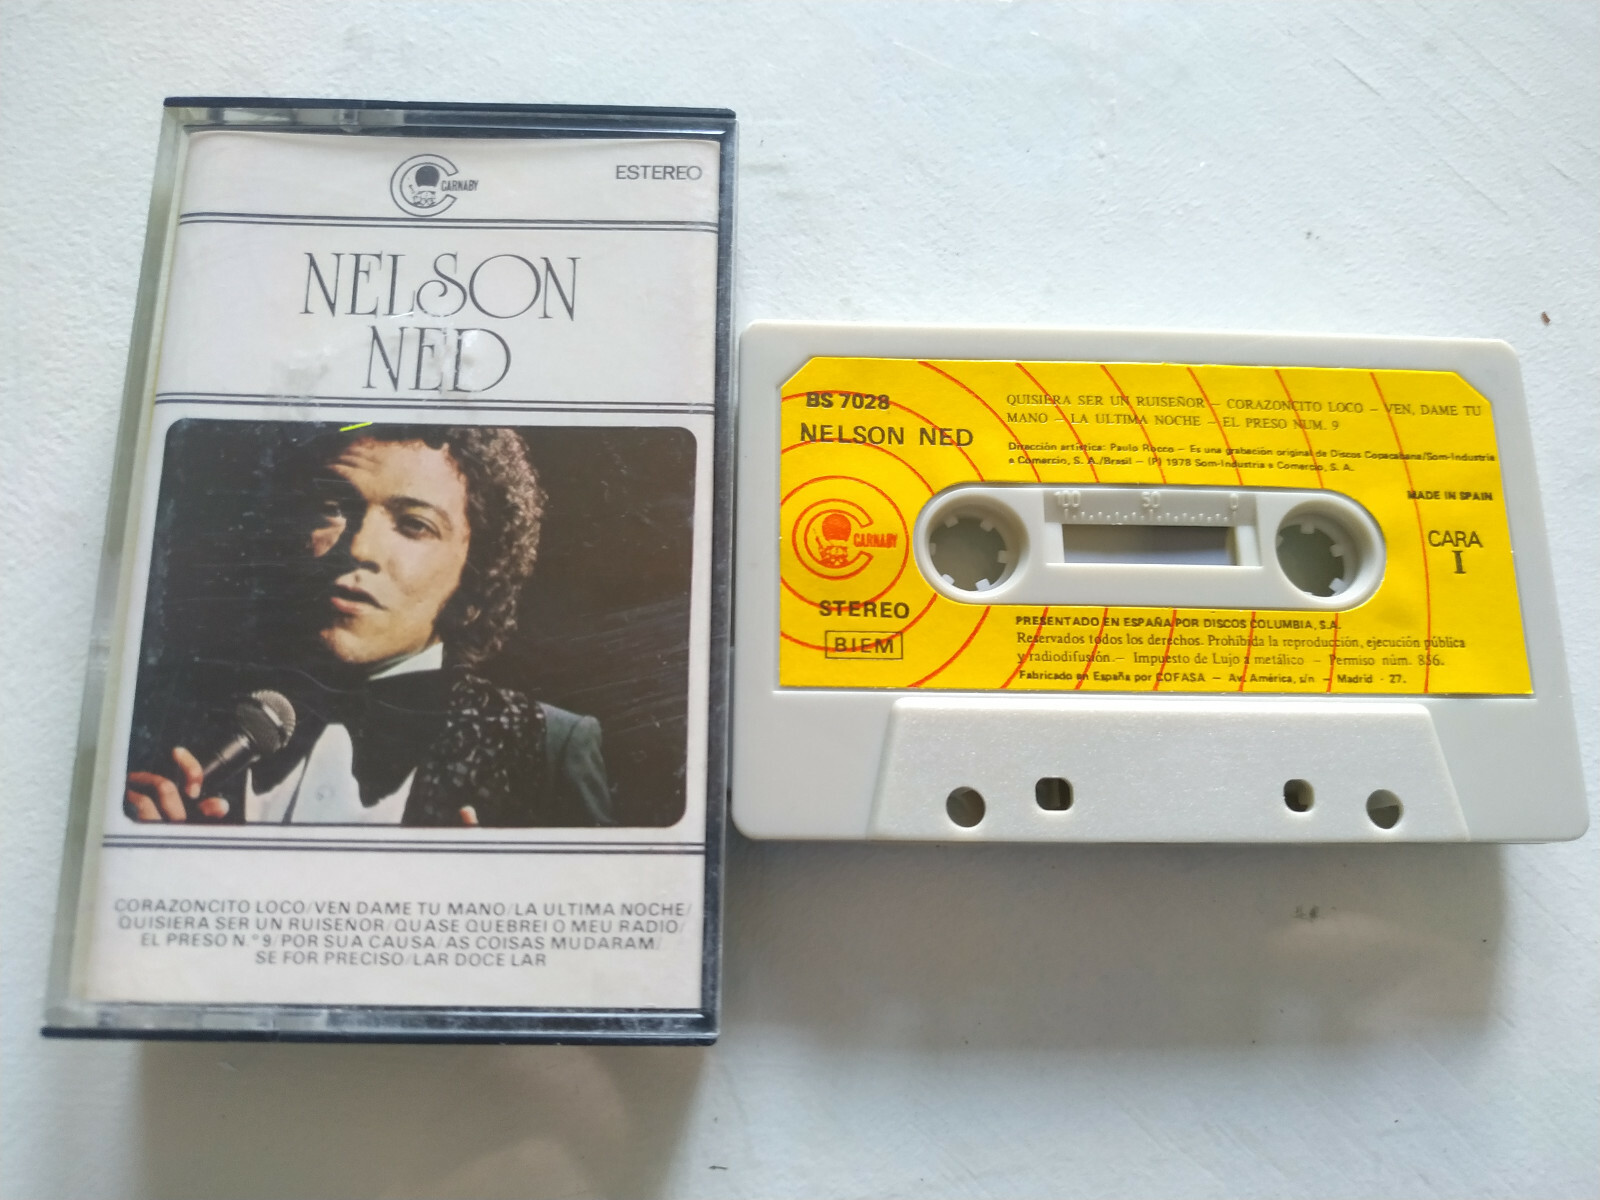 CARNABY
ESTEREO
NELSON
NED
CORAZONCITO LOCO/VEN DAME TU MANO/LA ULTIMA NOCHE/
QUISIERA SER UN RUISEÑOR/QUASE QUEBREI O MEU RADIO/
EL PRESO N.º 9/POR SUA CAUSA/AS COISAS MUDARAM/
SE FOR PRECISO/LAR DOCE LAR
BS 7028
NELSON NED
QUISIERA SER UN RUISEÑOR – CORAZONCITO LOCO – VEN, DAME TU
MANO – LA ULTIMA NOCHE – EL PRESO NUM. 9
Dirección artística: Paulo Rocco – Es una grabación original de Discos Copacabana/Som-Industria
e Comercio, S. A./Brasil – (P) 1978 Som-Industria e Comercio, S. A.
MADE IN SPAIN
100 50 0
CARNABY
CARA
I
STEREO
BIEM
PRESENTADO EN ESPAÑA POR DISCOS COLUMBIA, S.A.
Reservados todos los derechos. Prohibida la reproducción, ejecución pública
y radiodifusión.– Impuesto de Lujo a metálico – Permiso núm. 856.
Fabricado en España por COFASA – Av. América, s/n – Madrid - 27.